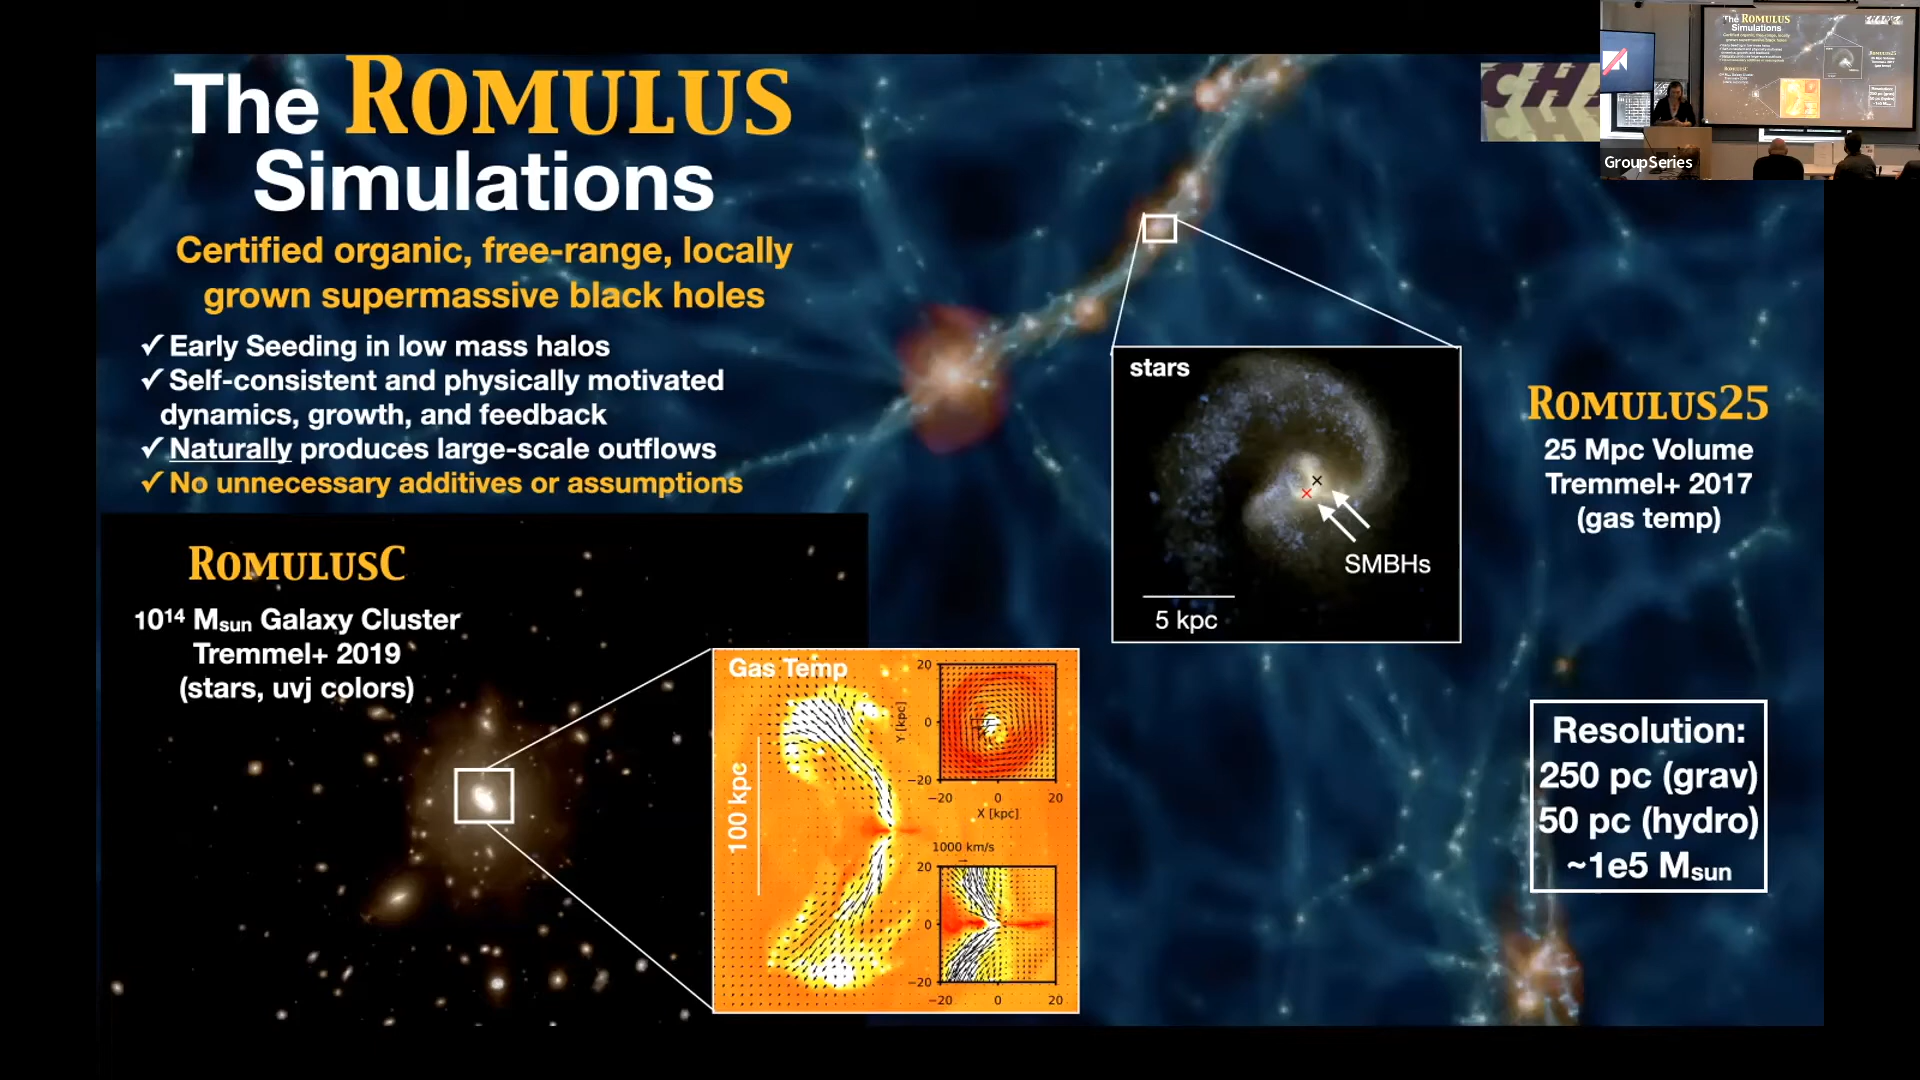 The ROMULUS
Simulations
Certified organic, free-range, locally
grown supermassive black holes
✓ Early Seeding in low mass halos
✓ Self-consistent and physically motivated
dynamics, growth, and feedback
✓ Naturally produces large-scale outflows
✓ No unnecessary additives or assumptions
ROMULUSC
10¹⁴ Msun Galaxy Cluster
Tremmel+ 2019
(stars, uvj colors)
Gas Temp
100 kpc
20
0
−20
Y [kpc]
−20 0 20
X [kpc]
1000 km/s
20
0
−20
−20 0 20
stars
SMBHs
5 kpc
ROMULUS25
25 Mpc Volume
Tremmel+ 2017
(gas temp)
Resolution:
250 pc (grav)
50 pc (hydro)
~1e5 Msun
GroupSeries
The ROMULUS
Simulations